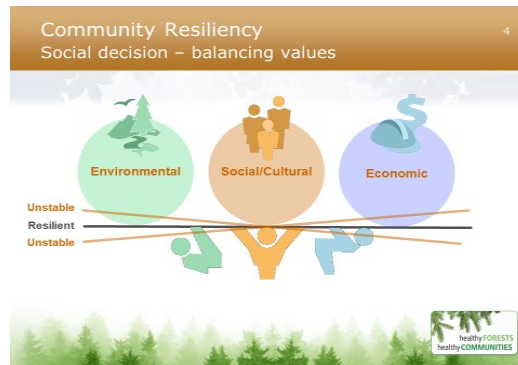 Community Resiliency
4
Social decision – balancing values
Environmental
Social/Cultural
Economic
Unstable
Resilient
Unstable
healthy FORESTS
healthy COMMUNITIES